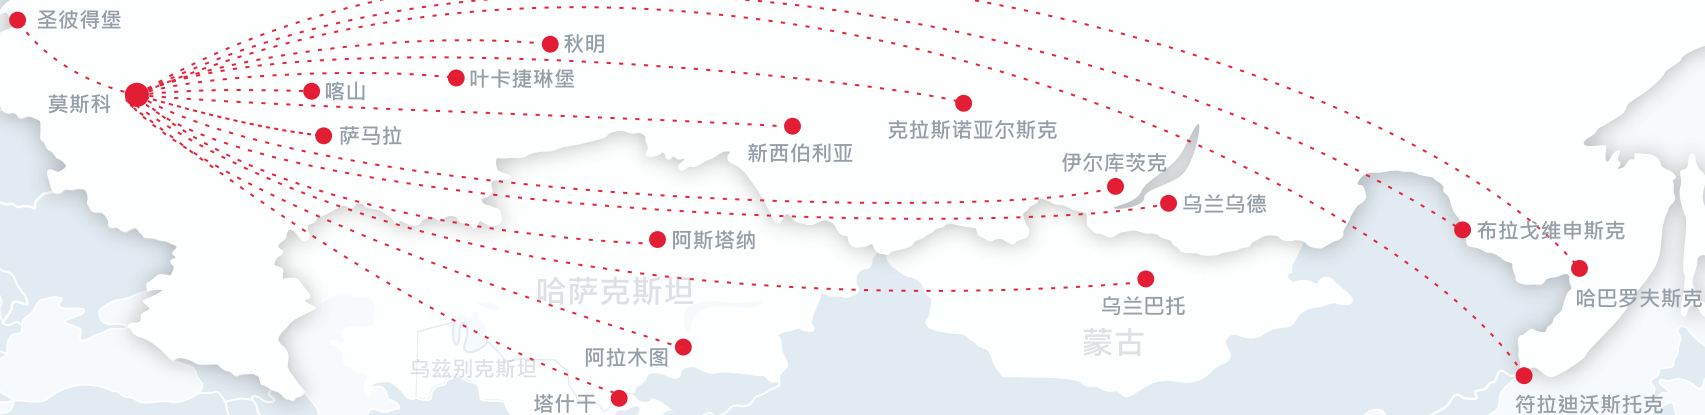 圣彼得堡
秋明
叶卡捷琳堡
喀山
莫斯科
萨马拉
克拉斯诺亚尔斯克
新西伯利亚
伊尔库茨克
乌兰乌德
布拉戈维申斯克
阿斯塔纳
哈萨克斯坦
哈巴罗夫斯克
乌兰巴托
蒙古
阿拉木图
乌兹别克斯坦
塔什干
符拉迪沃斯托克